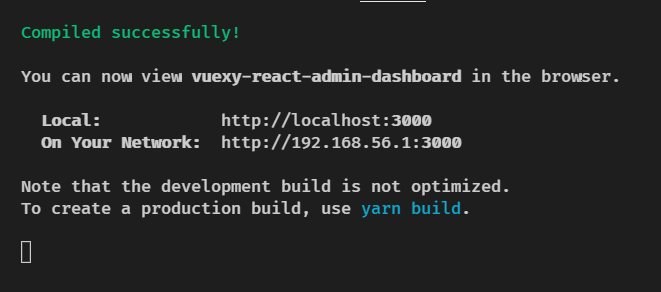 Compiled successfully!
You can now view vuexy-react-admin-dashboard in the browser.
Local: http://localhost:3000
On Your Network: http://192.168.56.1:3000
Note that the development build is not optimized.
To create a production build, use yarn build.